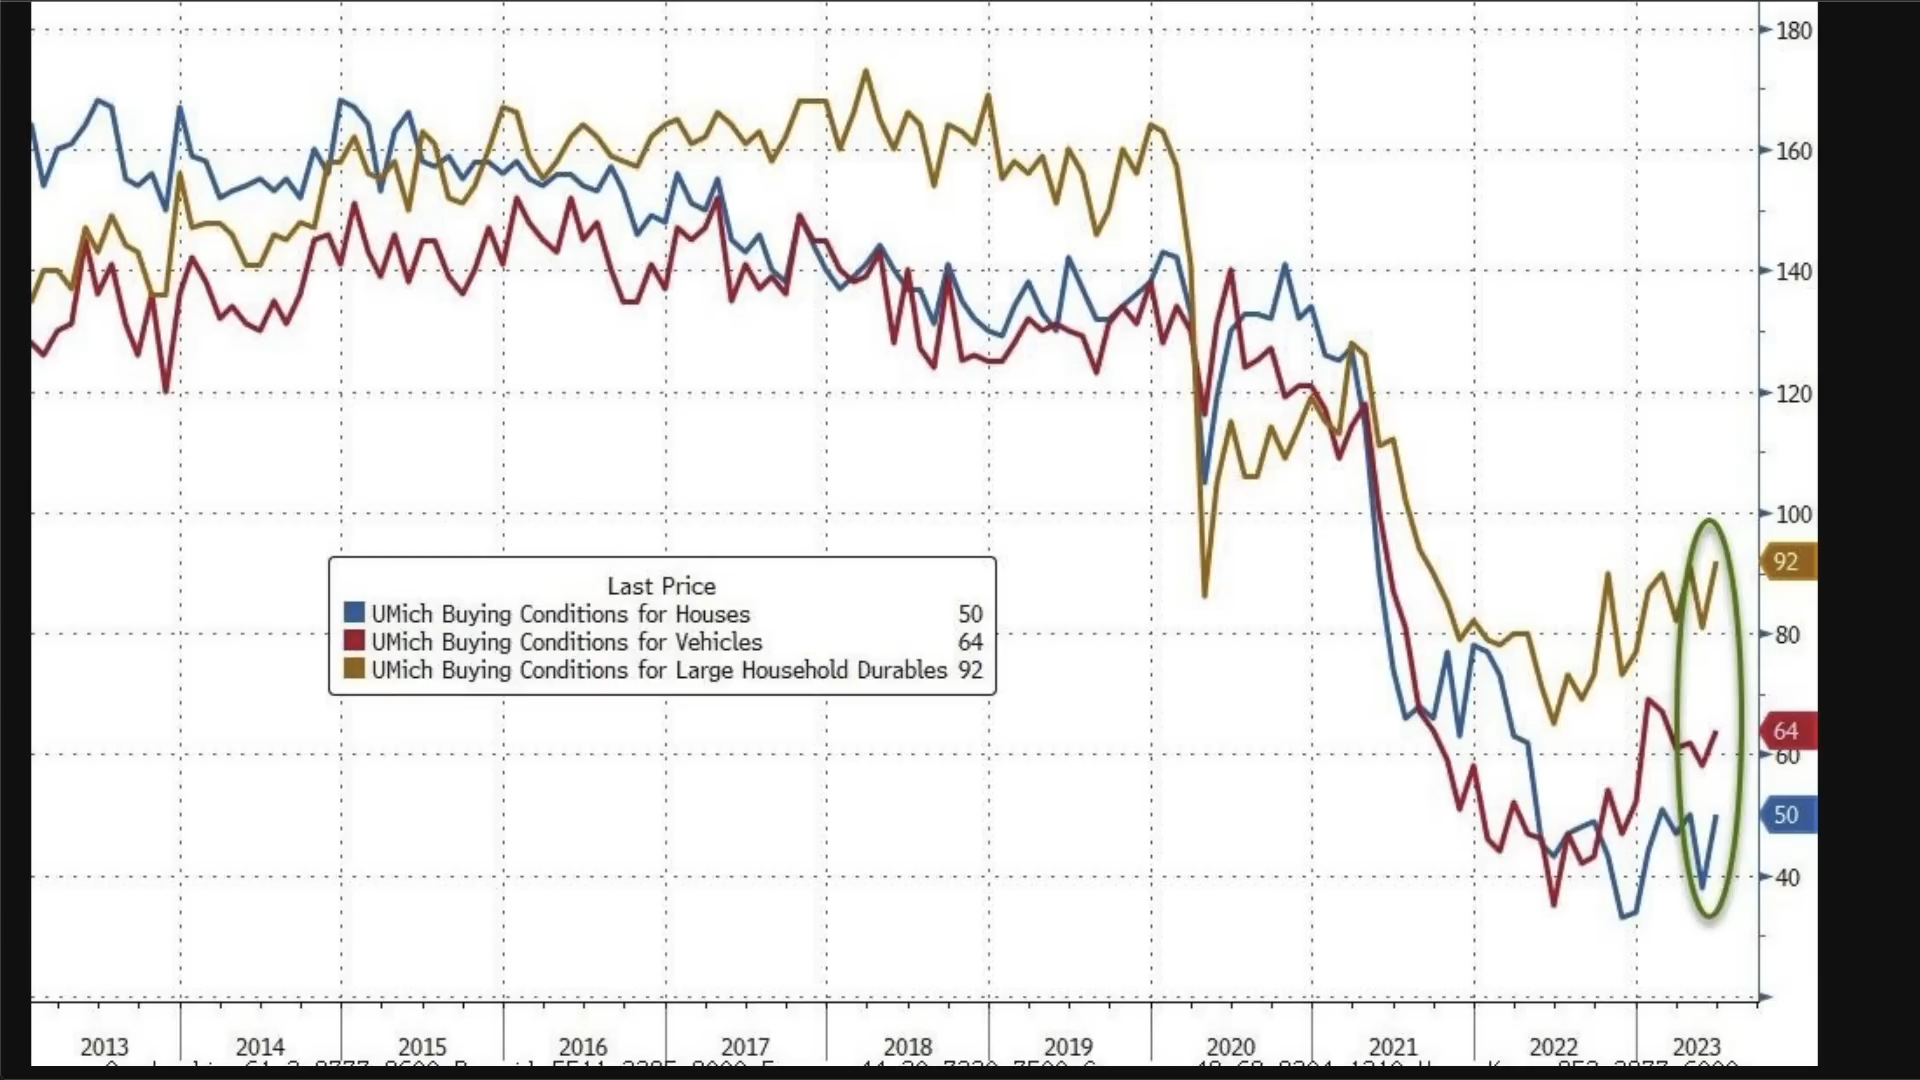 180
160
140
120
100
92
80
64
60
50
40
Last Price
UMich Buying Conditions for Houses 50
UMich Buying Conditions for Vehicles 64
UMich Buying Conditions for Large Household Durables 92
2013 2014 2015 2016 2017 2018 2019 2020 2021 2022 2023